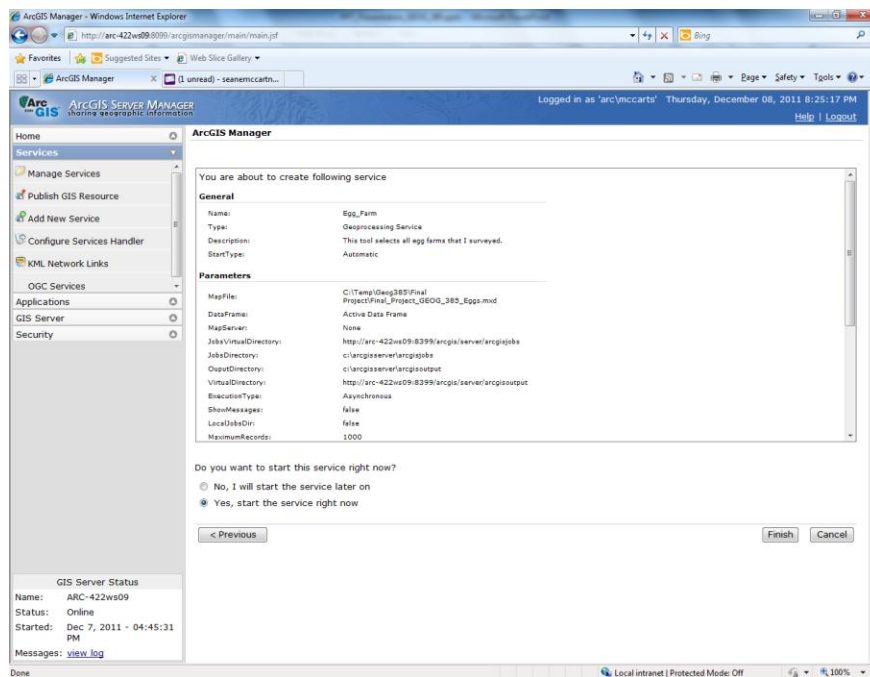 ArcGIS Manager - Windows Internet Explorer
http://arc-422ws09:8099/arcgismanager/main/main.jsf
Bing
Favorites
Suggested Sites
Web Slice Gallery
ArcGIS Manager
X
(1 unread) - seanemccartn...
Page
Safety
Tools
ArcGIS
ArcGIS Server Manager
sharing geographic information
Logged in as 'arc\mccarts'
Thursday, December 08, 2011 8:25:17 PM
Help | Logout
Home
Services
Manage Services
Publish GIS Resource
Add New Service
Configure Services Handler
KML Network Links
OGC Services
Applications
GIS Server
Security
ArcGIS Manager
You are about to create following service
General
Name: Egg_Farm
Type: Geoprocessing Service
Description: This tool selects all egg farms that I surveyed.
StartType: Automatic
Parameters
MapFile: C:\Temp\Geog385\Final
Project\Final_Project_GEOG_385_Eggs.mxd
DataFrame: Active Data Frame
MapServer: None
JobsVirtualDirectory: http://arc-422ws09:8399/arcgis/server/arcgisjobs
JobsDirectory: c:\arcgisserver\arcgisjobs
OuputDirectory: c:\arcgisserver\arcgisoutput
VirtualDirectory: http://arc-422ws09:8399/arcgis/server/arcgisoutput
ExecutionType: Asynchronous
ShowMessages: false
LocalJobsDir: false
MaximumRecords: 1000
Do you want to start this service right now?
No, I will start the service later on
Yes, start the service right now
< Previous
Finish
Cancel
GIS Server Status
Name: ARC-422ws09
Status: Online
Started: Dec 7, 2011 - 04:45:31
PM
Messages: view log
Done
Local intranet | Protected Mode: Off
100%